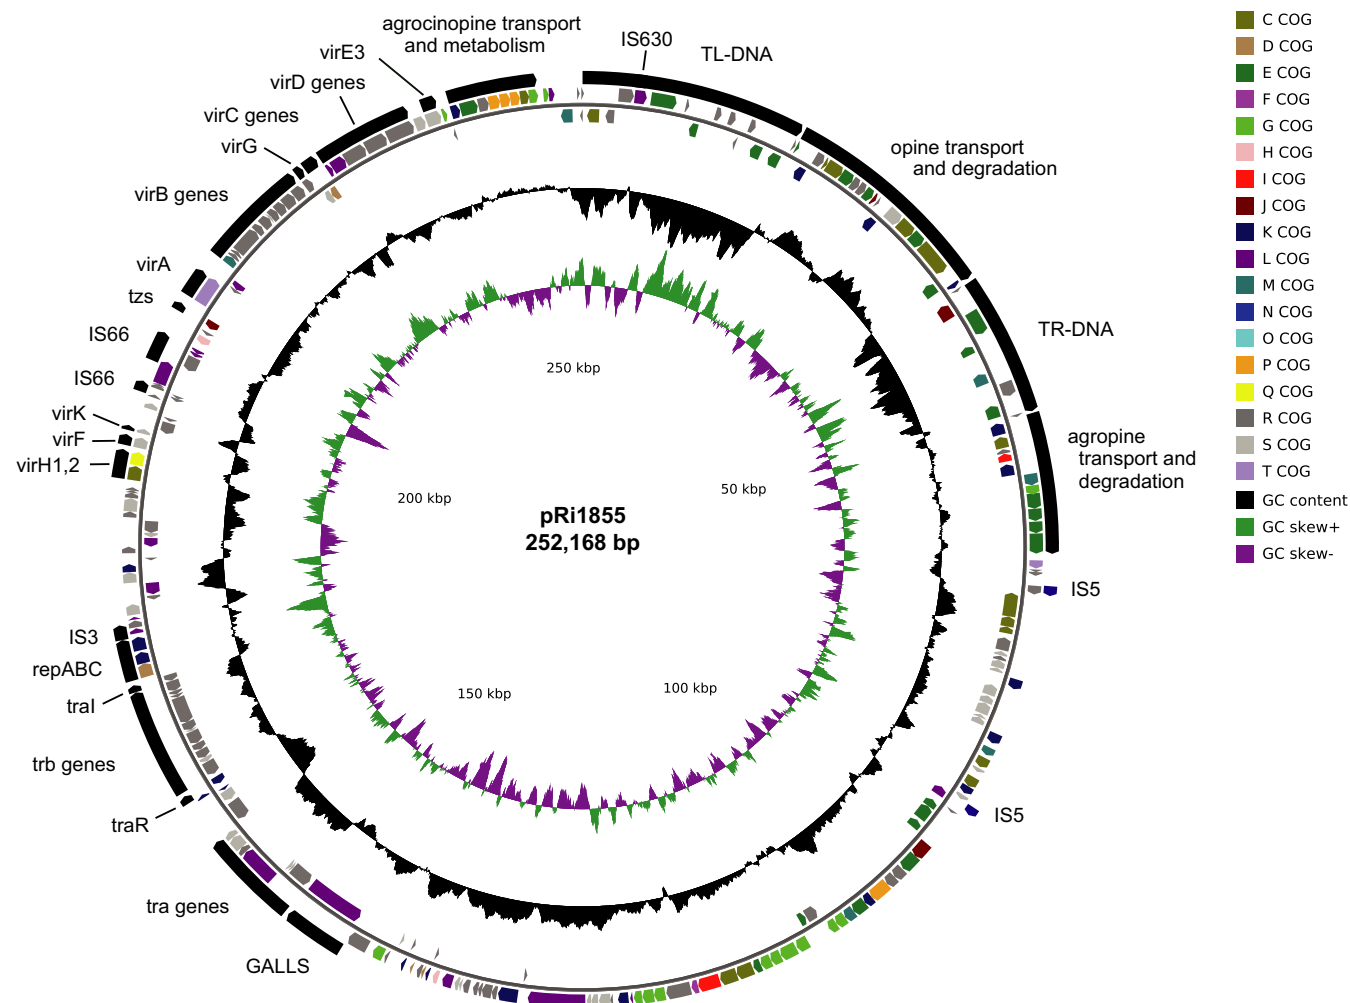 agrocinopine transport
and metabolism
IS630
TL-DNA
virE3
virD genes
virC genes
virG
virB genes
virA
tzs
IS66
IS66
virK
virF
virH1,2
IS3
repABC
traI
trb genes
traR
tra genes
GALLS
opine transport
and degradation
TR-DNA
agropine
transport and
degradation
IS5
IS5
250 kbp
50 kbp
200 kbp
100 kbp
150 kbp
pRi1855
252,168 bp
C COG
D COG
E COG
F COG
G COG
H COG
I COG
J COG
K COG
L COG
M COG
N COG
O COG
P COG
Q COG
R COG
S COG
T COG
GC content
GC skew+
GC skew-